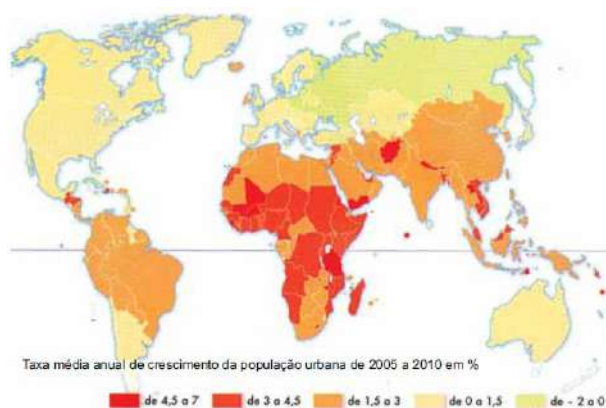 Taxa média anual de crescimento da população urbana de 2005 a 2010 em %
de 4,5 a 7 de 3 a 4,5 de 1,5 a 3 de 0 a 1,5 de - 2 a 0